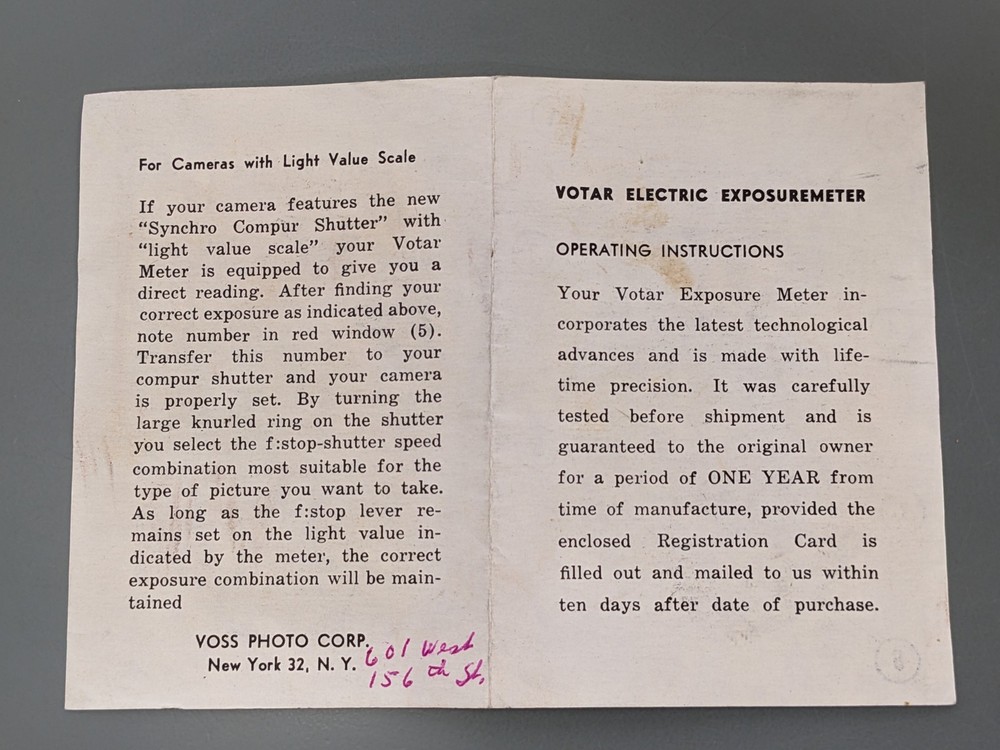 For Cameras with Light Value Scale
If your camera features the new
“Synchro Compur Shutter” with
“light value scale” your Votar
Meter is equipped to give you a
direct reading. After finding your
correct exposure as indicated above,
note number in red window (5).
Transfer this number to your
compur shutter and your camera
is properly set. By turning the
large knurled ring on the shutter
you select the f:stop-shutter speed
combination most suitable for the
type of picture you want to take.
As long as the f:stop lever re-
mains set on the light value in-
dicated by the meter, the correct
exposure combination will be main-
tained
VOSS PHOTO CORP.
New York 32, N. Y.
601 West
156 th St.
VOTAR ELECTRIC EXPOSUREMETER
OPERATING INSTRUCTIONS
Your Votar Exposure Meter in-
corporates the latest technological
advances and is made with life-
time precision. It was carefully
tested before shipment and is
guaranteed to the original owner
for a period of ONE YEAR from
time of manufacture, provided the
enclosed Registration Card is
filled out and mailed to us within
ten days after date of purchase.